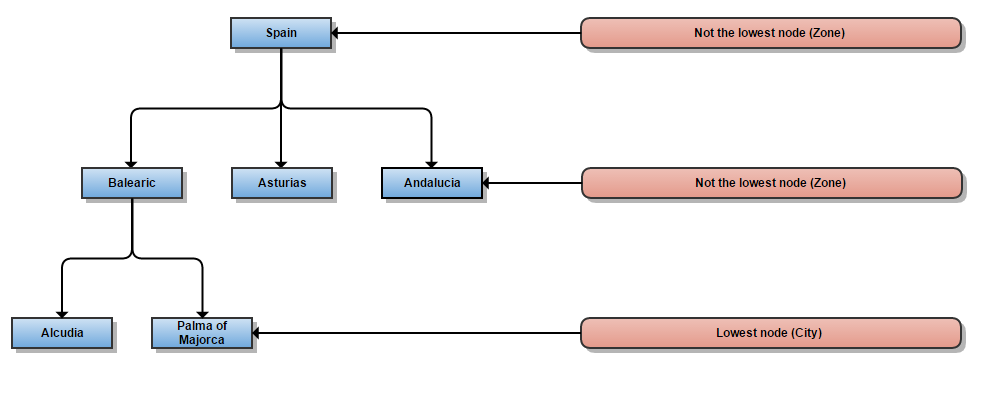 Spain
Not the lowest node (Zone)
Balearic
Asturias
Andalucia
Not the lowest node (Zone)
Alcudia
Palma of
Majorca
Lowest node (City)